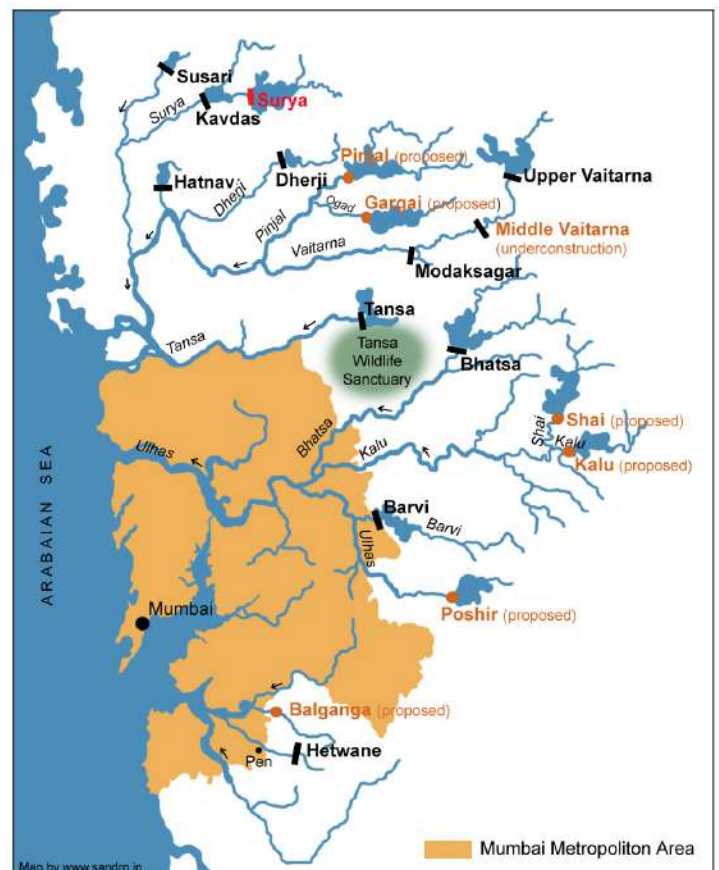 Susari
Surya
Surya
Kavdas
Pinjal (proposed)
Dherji
Hatnav
Dherji
Upper Vaitarna
Ogad
Gargai (proposed)
Pinjal
Middle Vaitarna
(underconstruction)
Vaitarna
Modaksagar
Tansa
Tansa
Tansa
Wildlife
Sanctuary
Bhatsa
Bhatsa
Shai (proposed)
Shai
Kalu
Kalu (proposed)
Kalu
Ulhas
Barvi
Barvi
Ulhas
ARABAIAN SEA
Mumbai
Poshir (proposed)
Balganga (proposed)
Hetwane
Pen
Mumbai Metropoliton Area
Map by www.sandrp.in